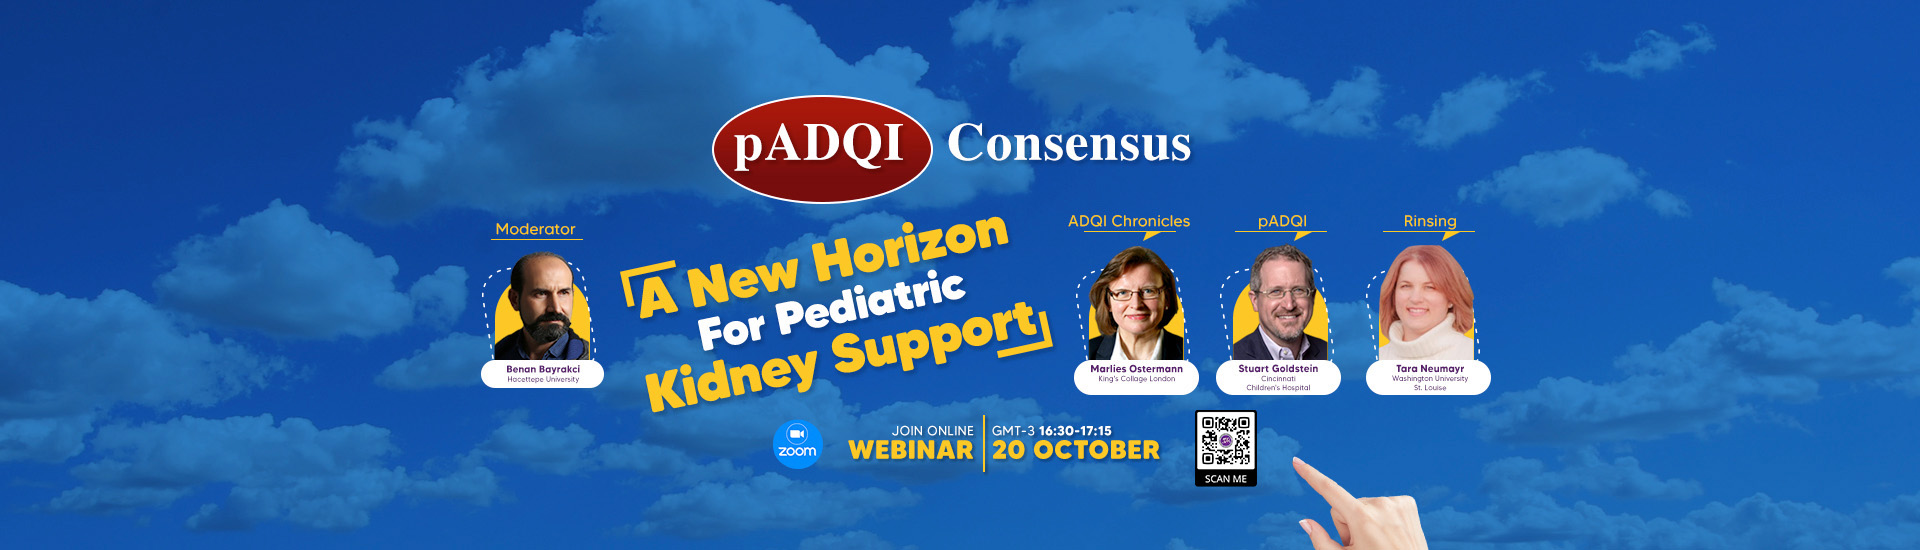 pADQI Consensus
Moderator
Benan Bayrakci
Hacettepe University
A New Horizon
For Pediatric
Kidney Support
ADQI Chronicles
Marlies Ostermann
King's Collage London
pADQI
Stuart Goldstein
Cincinnati
Children's Hospital
Rinsing
Tara Neumayr
Washington University
St. Louise
zoom
JOIN ONLINE
WEBINAR
GMT-3 16:30-17:15
20 OCTOBER
SCAN ME